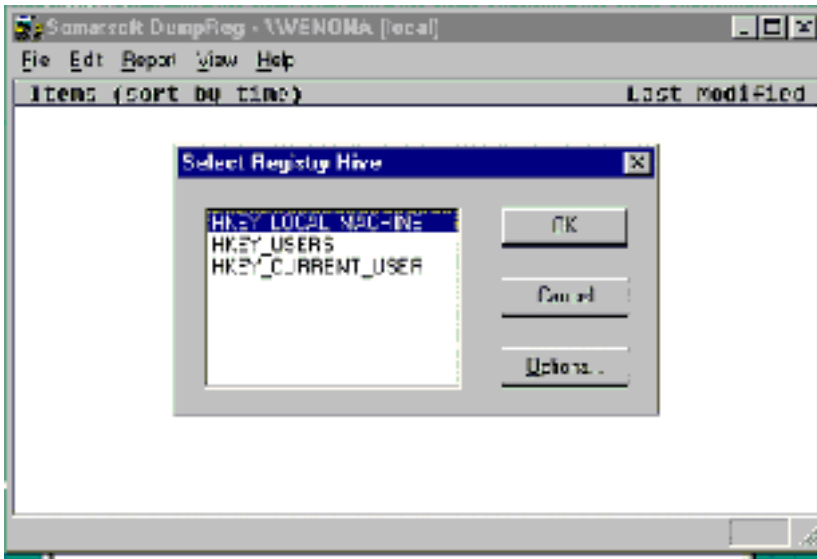 Somarsoft DumpReg - \\WENONA [local]
File Edit Report View Help
Items (sort by time) Last Modified
Select Registry Hive
HKEY_LOCAL_MACHINE
HKEY_USERS
HKEY_CURRENT_USER
OK
Cancel
Options...